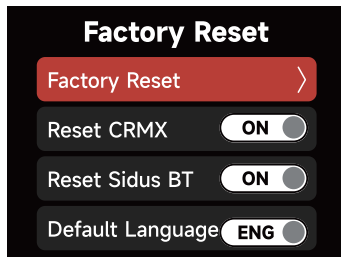 Factory Reset
Factory Reset
Reset CRMX ON
Reset Sidus BT ON
Default Language ENG